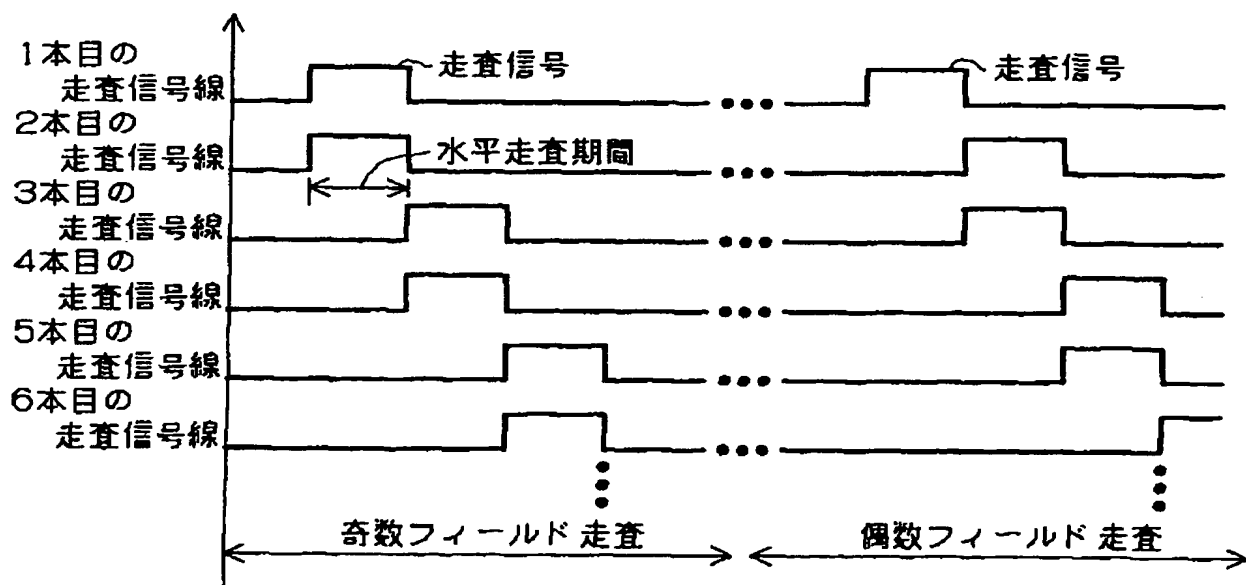 1本目の
走査信号線
走査信号
走査信号
2本目の
走査信号線
水平走査期間
3本目の
走査信号線
4本目の
走査信号線
5本目の
走査信号線
6本目の
走査信号線
奇数フィールド走査
偶数フィールド走査